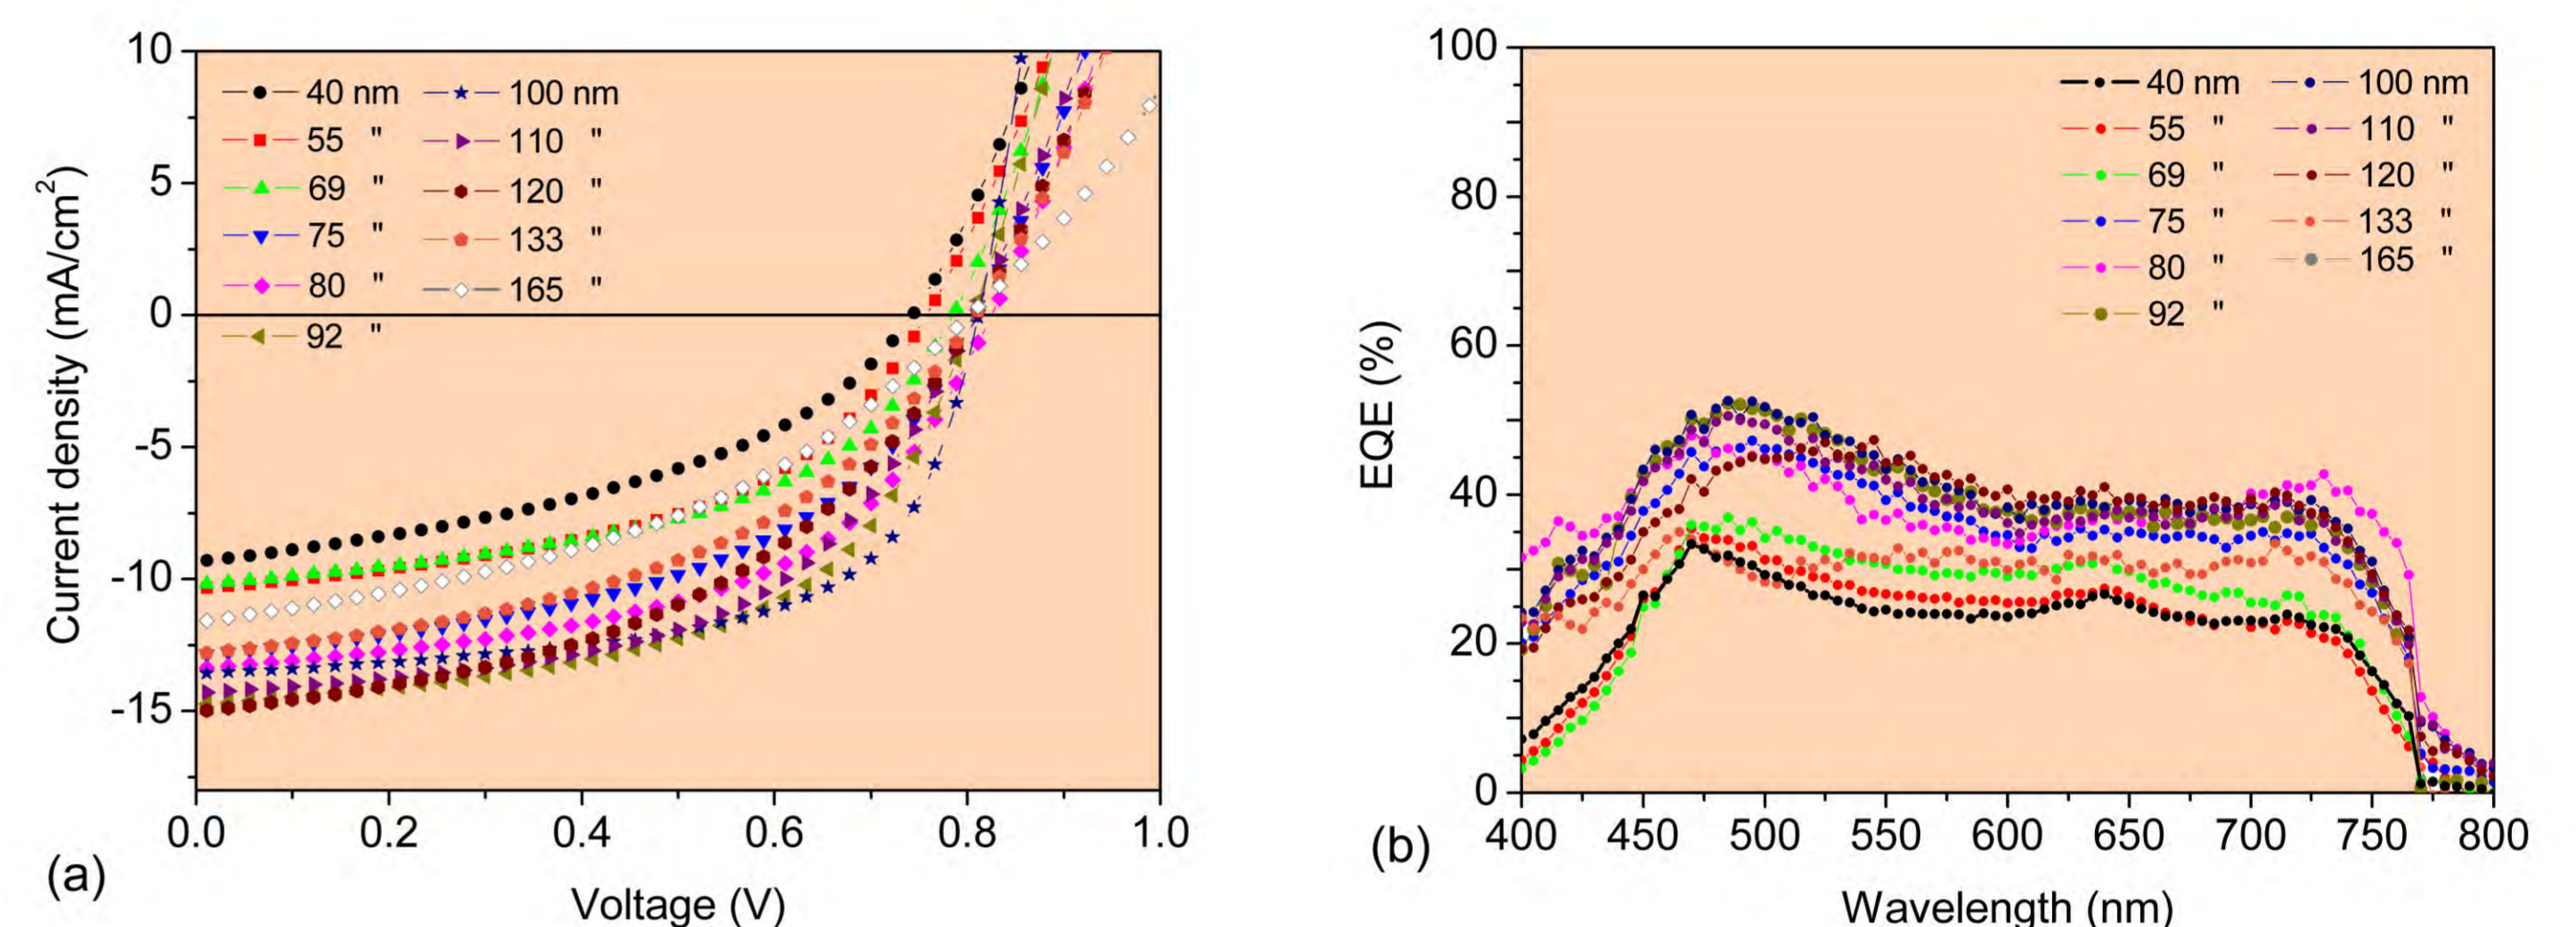 10
5
0
-5
-10
-15
Current density (mA/cm²)
40 nm
55 "
69 "
75 "
80 "
92 "
100 nm
110 "
120 "
133 "
165 "
0.0 0.2 0.4 0.6 0.8 1.0
Voltage (V)
(a)
100
80
60
40
20
0
EQE (%)
40 nm
55 "
69 "
75 "
80 "
92 "
100 nm
110 "
120 "
133 "
165 "
400 450 500 550 600 650 700 750 800
Wavelength (nm)
(b)